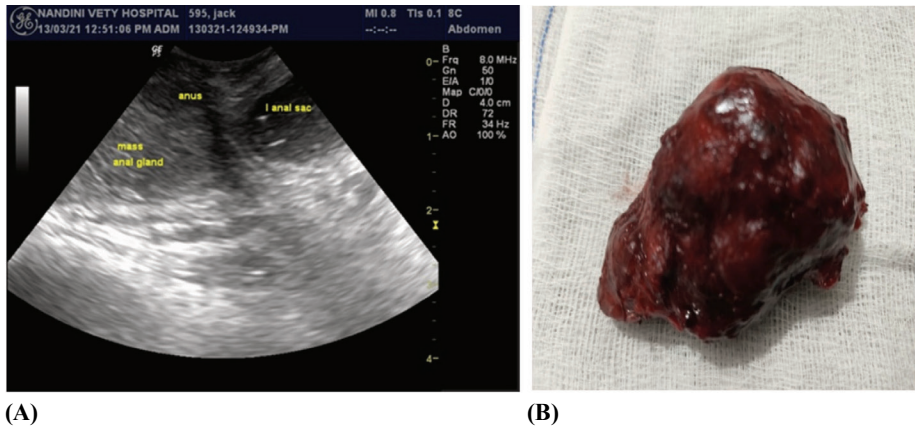 NANDINI VETY HOSPITAL 595, jack MI 0.8 TIs 0.1 8C
13/03/21 12:51:06 PM ADM 130321-124934-PM --:--:-- Abdomen
B
Frq 8.0 MHz
Gn 50
E/A 1/0
Map C/0/0
D 4.0 cm
DR 72
FR 34 Hz
AO 100 %
0
1
2
4
anus
l anal sac
mass
anal gland
(A)
(B)